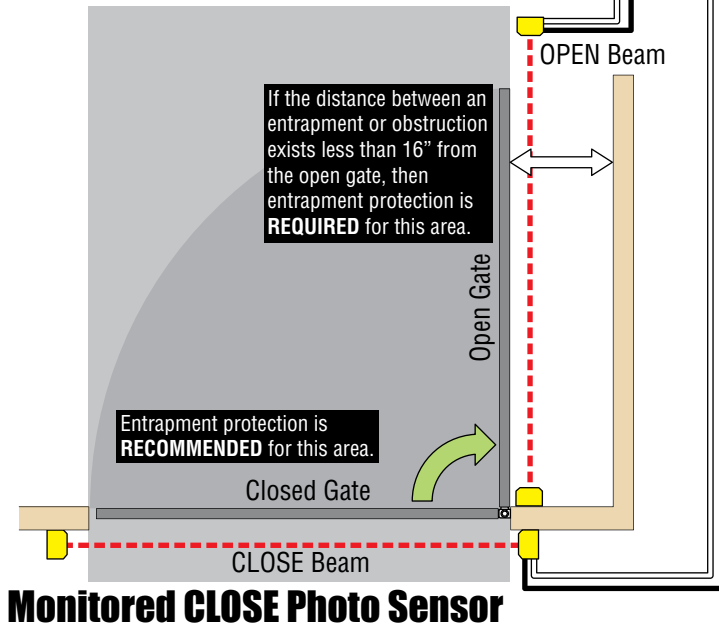 OPEN Beam
If the distance between an
entrapment or obstruction
exists less than 16” from
the open gate, then
entrapment protection is
REQUIRED for this area.
Open Gate
Entrapment protection is
RECOMMENDED for this area.
Closed Gate
CLOSE Beam
Monitored CLOSE Photo Sensor